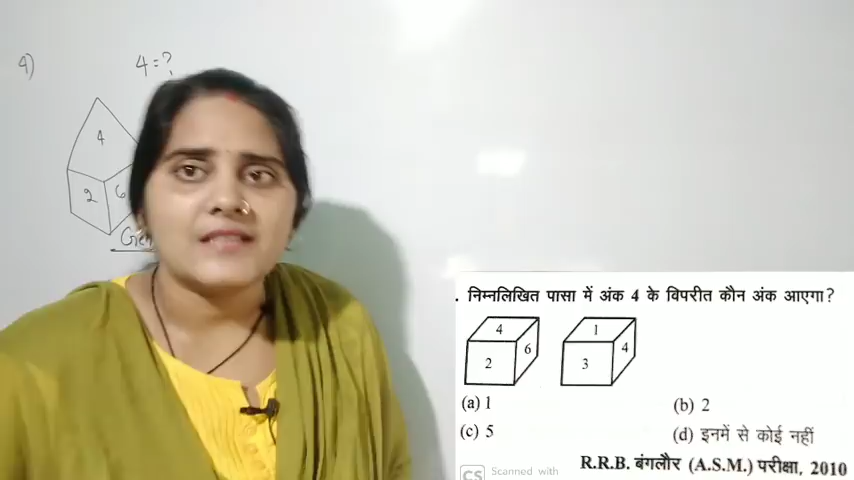 9) 4=?
4
2 6
. निम्नलिखित पासा में अंक 4 के विपरीत कौन अंक आएगा?
4 1
2 6 3 4
(a) 1 (b) 2
(c) 5 (d) इनमें से कोई नहीं
R.R.B. बंगलौर (A.S.M.) परीक्षा, 2010
CS Scanned with